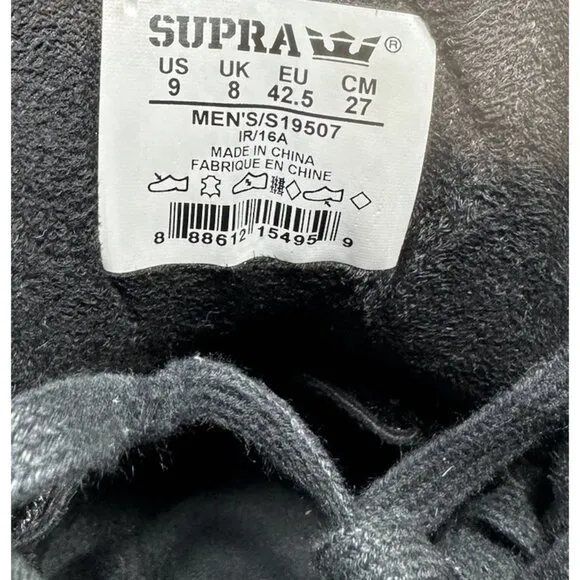 SUPRA ®
US UK EU CM
9 8 42.5 27
MEN'S/S19507
IR/16A
MADE IN CHINA
FABRIQUE EN CHINE
8 88612 15495 9